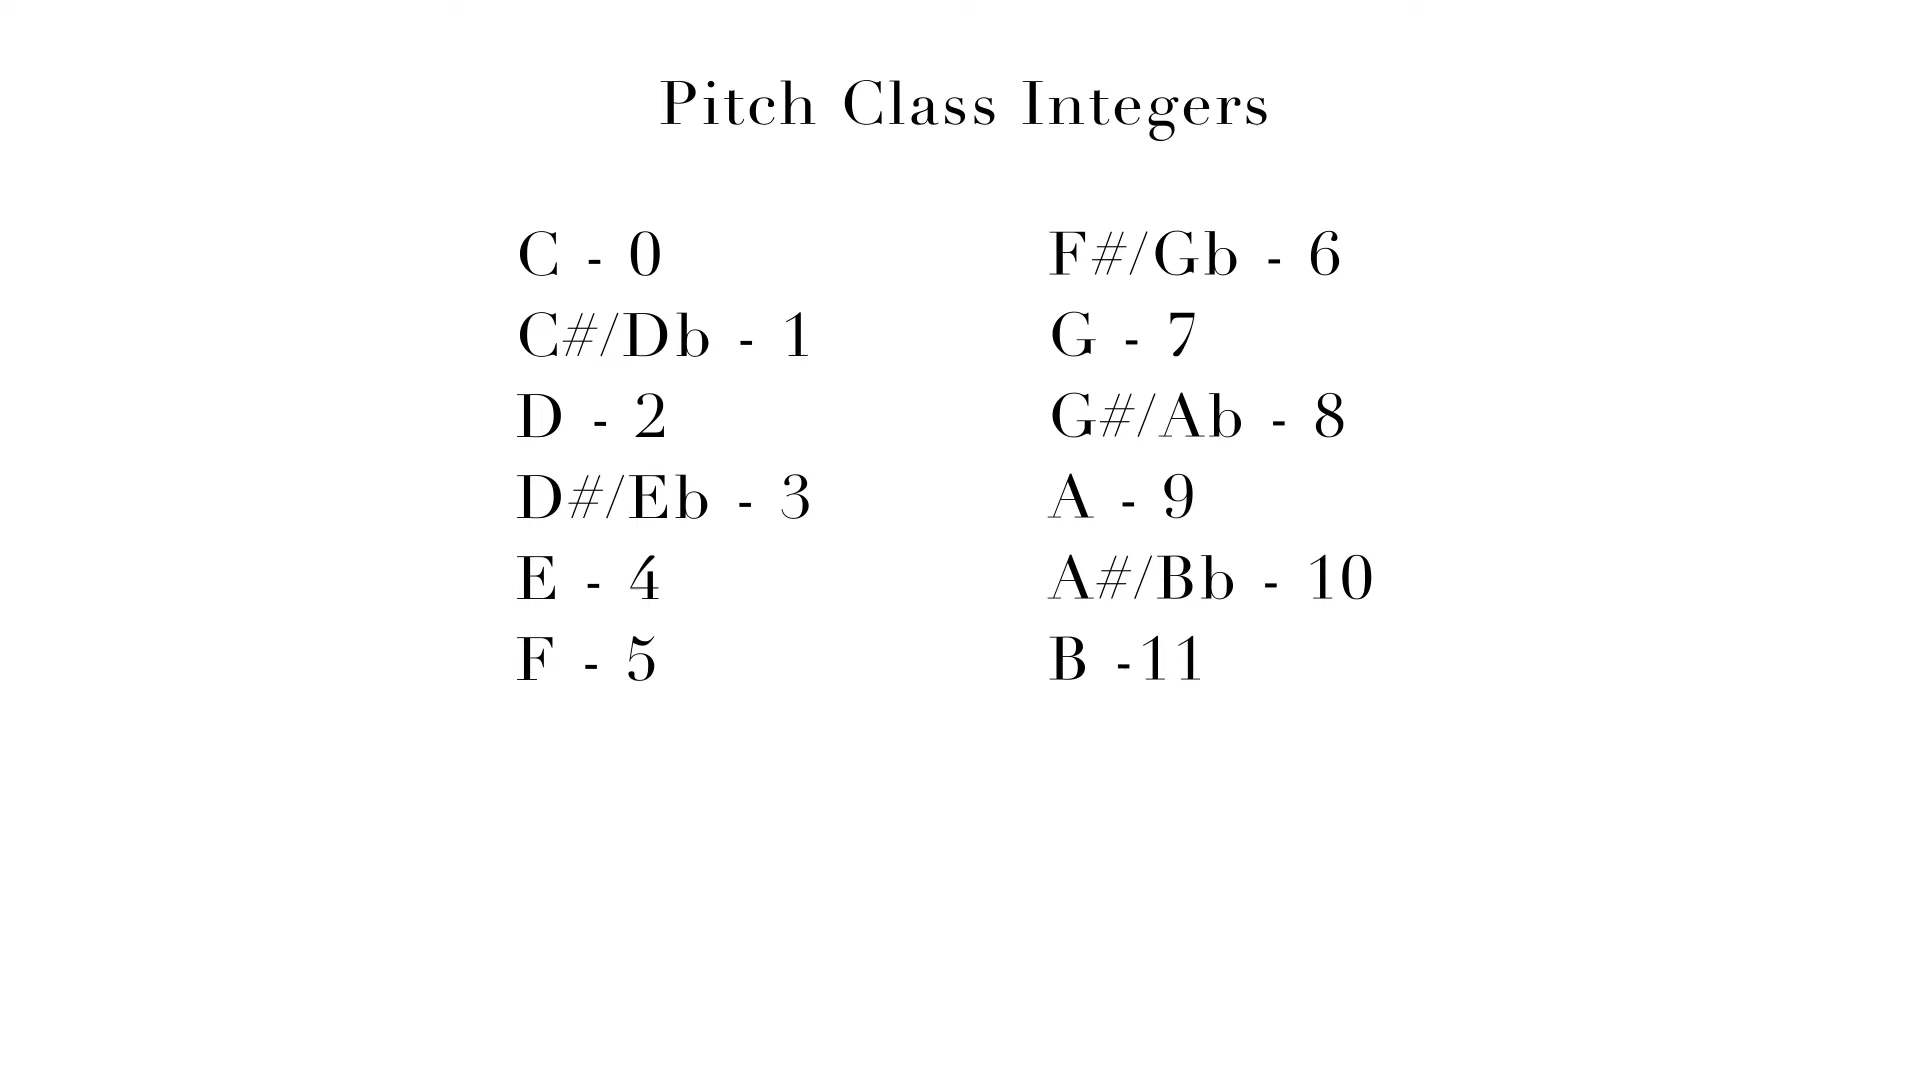 Pitch Class Integers
C - 0
C#/Db - 1
D - 2
D#/Eb - 3
E - 4
F - 5
F#/Gb - 6
G - 7
G#/Ab - 8
A - 9
A#/Bb - 10
B -11